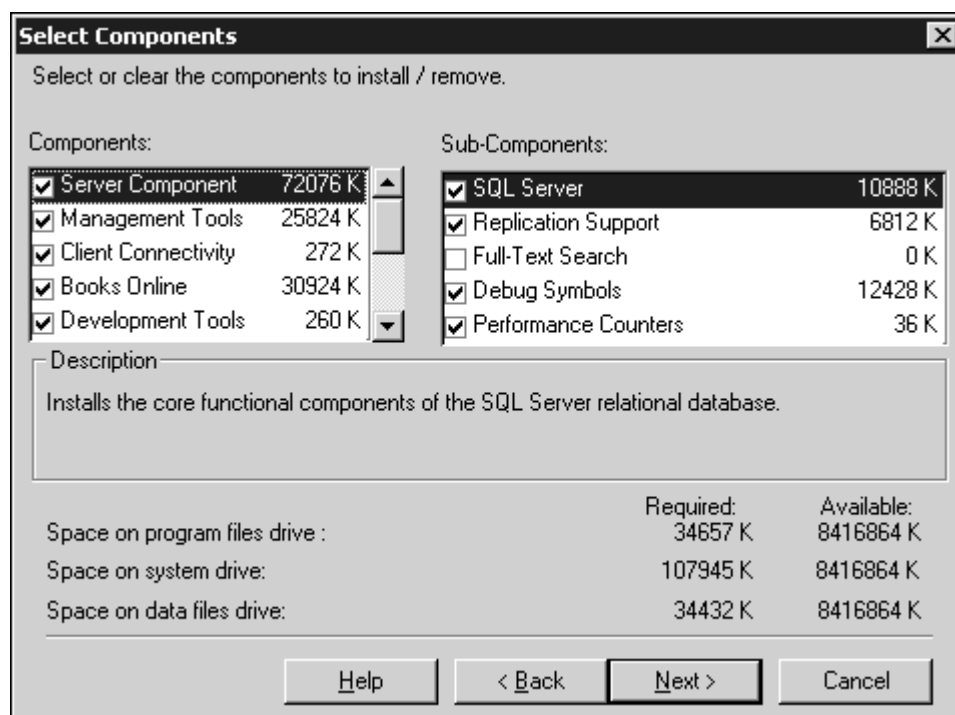 Select Components
Select or clear the components to install / remove.
Components:
Server Component 72076 K
Management Tools 25824 K
Client Connectivity 272 K
Books Online 30924 K
Development Tools 260 K
Sub-Components:
SQL Server 10888 K
Replication Support 6812 K
Full-Text Search 0 K
Debug Symbols 12428 K
Performance Counters 36 K
Description
Installs the core functional components of the SQL Server relational database.
Required: Available:
Space on program files drive : 34657 K 8416864 K
Space on system drive: 107945 K 8416864 K
Space on data files drive: 34432 K 8416864 K
Help < Back Next > Cancel